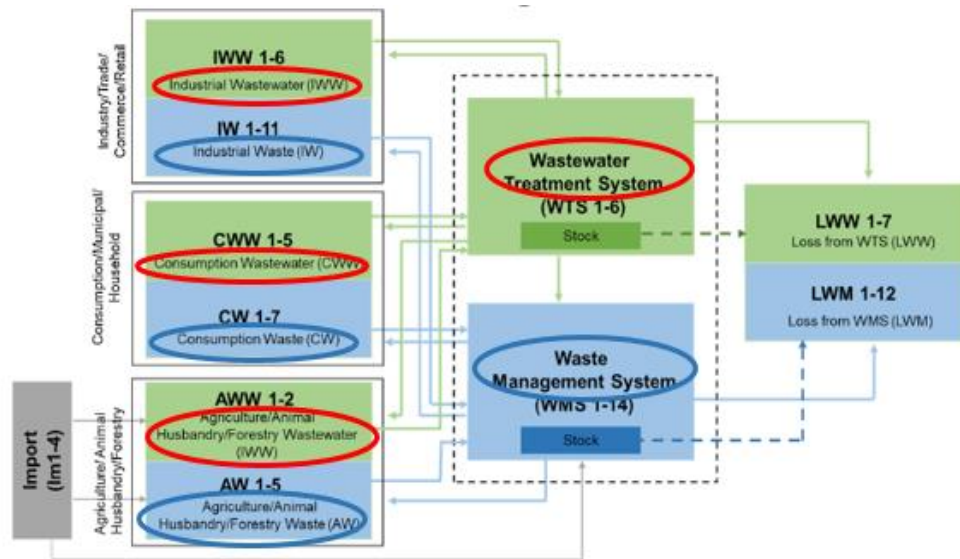 Industry/Trade/
Commerce/Retail
IWW 1-6
Industrial Wastewater (IWW)
IW 1-11
Industrial Waste (IW)
Consumption/Municipal/
Household
CWW 1-5
Consumption Wastewater (CWW
CW 1-7
Consumption Waste (CW)
Import
(Im1-4)
Agriculture/ Animal
Husbandry/Forestry
AWW 1-2
Agriculture/Animal
Husbandry/Forestry Wastewater
(IWW)
AW 1-5
Agriculture/Animal
Husbandry/Forestry Waste (AW)
Wastewater
Treatment System
(WTS 1-6)
Stock
Waste
Management System
(WMS 1-14)
Stock
LWW 1-7
Loss from WTS (LWW)
LWM 1-12
Loss from WMS (LWM)